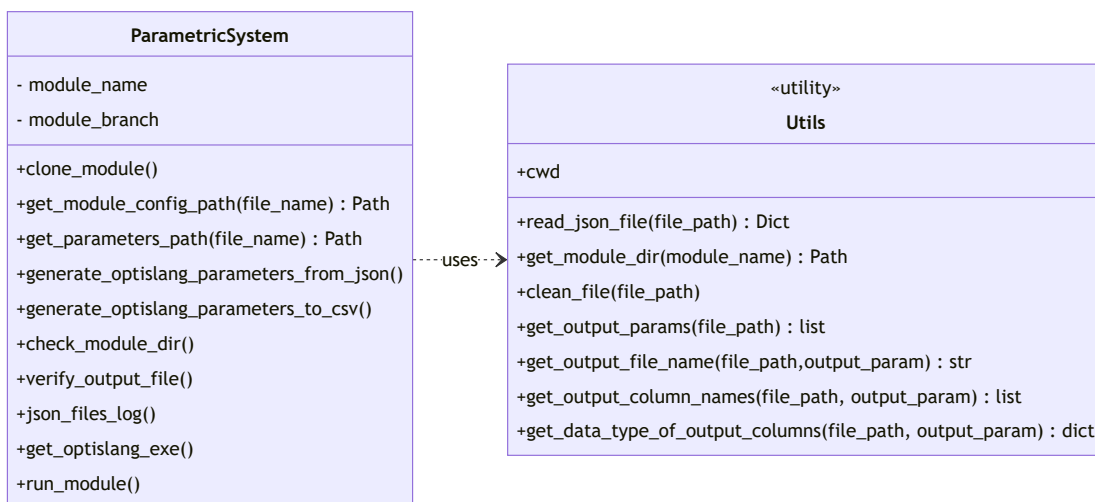 ParametricSystem
- module_name
- module_branch
+clone_module()
+get_module_config_path(file_name) : Path
+get_parameters_path(file_name) : Path
+generate_optislang_parameters_from_json()
+generate_optislang_parameters_to_csv()
+check_module_dir()
+verify_output_file()
+json_files_log()
+get_optislang_exe()
+run_module()
uses
«utility»
Utils
+cwd
+read_json_file(file_path) : Dict
+get_module_dir(module_name) : Path
+clean_file(file_path)
+get_output_params(file_path) : list
+get_output_file_name(file_path,output_param) : str
+get_output_column_names(file_path, output_param) : list
+get_data_type_of_output_columns(file_path, output_param) : dict